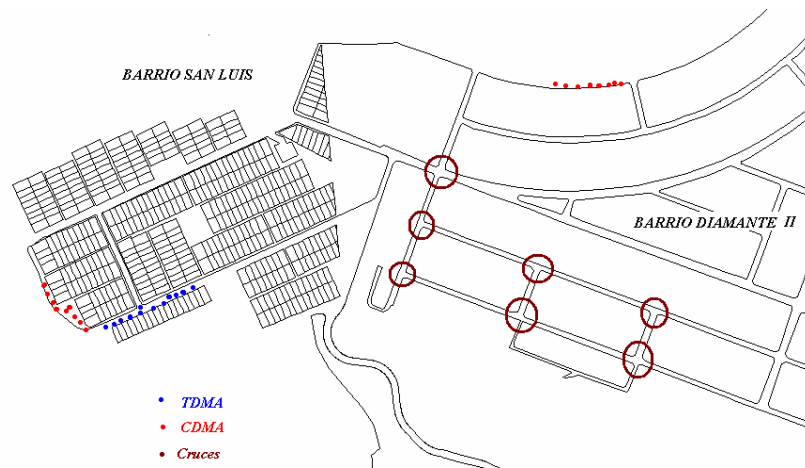 BARRIO SAN LUIS
BARRIO DIAMANTE II
TDMA
CDMA
Cruces